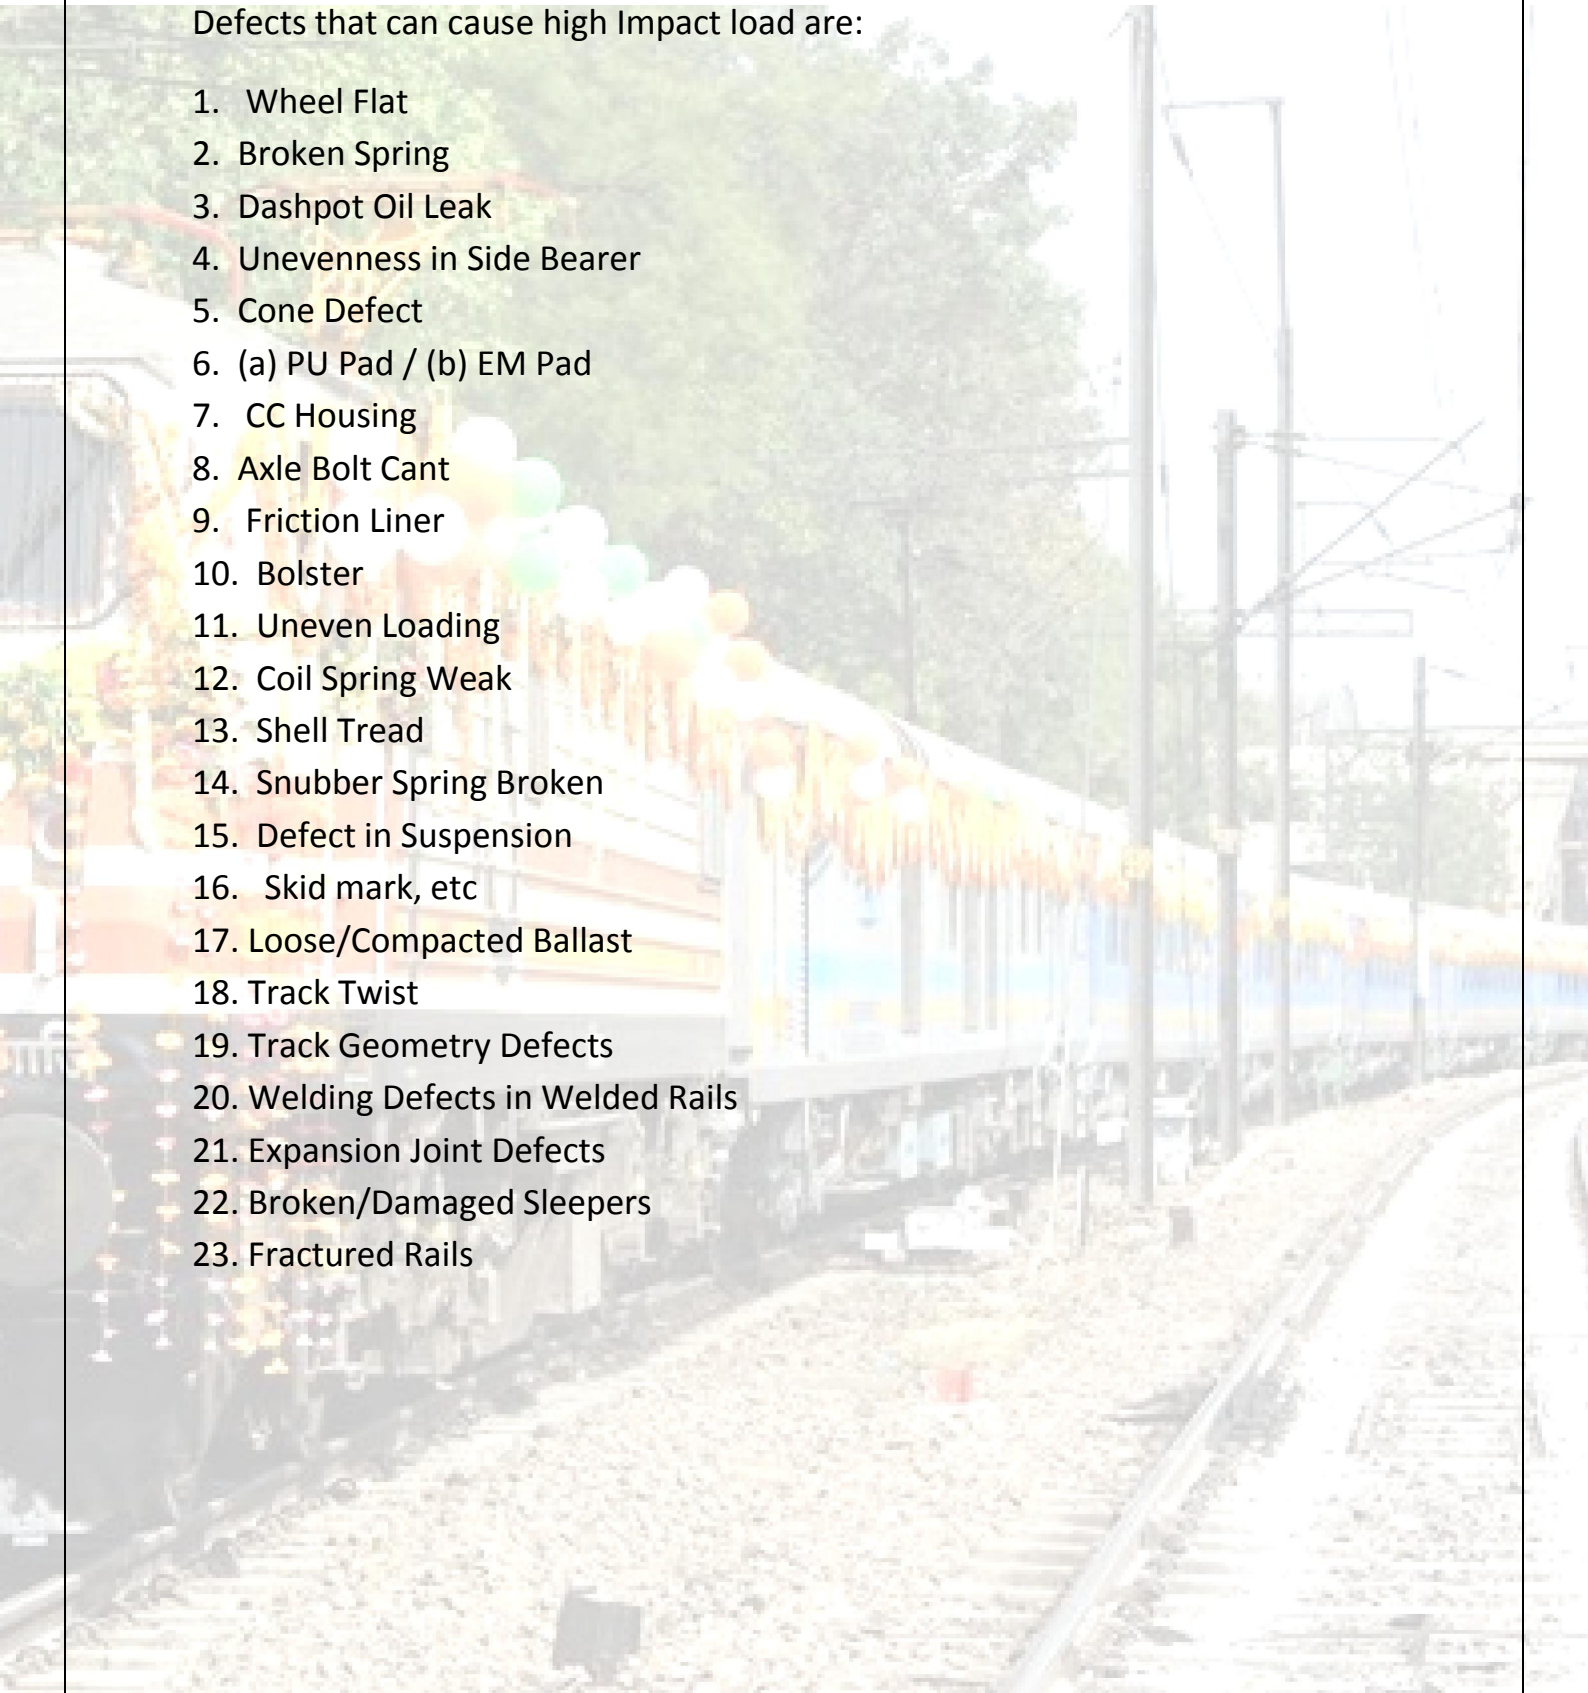 Defects that can cause high Impact load are:
1. Wheel Flat
2. Broken Spring
3. Dashpot Oil Leak
4. Unevenness in Side Bearer
5. Cone Defect
6. (a) PU Pad / (b) EM Pad
7. CC Housing
8. Axle Bolt Cant
9. Friction Liner
10. Bolster
11. Uneven Loading
12. Coil Spring Weak
13. Shell Tread
14. Snubber Spring Broken
15. Defect in Suspension
16. Skid mark, etc
17. Loose/Compacted Ballast
18. Track Twist
19. Track Geometry Defects
20. Welding Defects in Welded Rails
21. Expansion Joint Defects
22. Broken/Damaged Sleepers
23. Fractured Rails